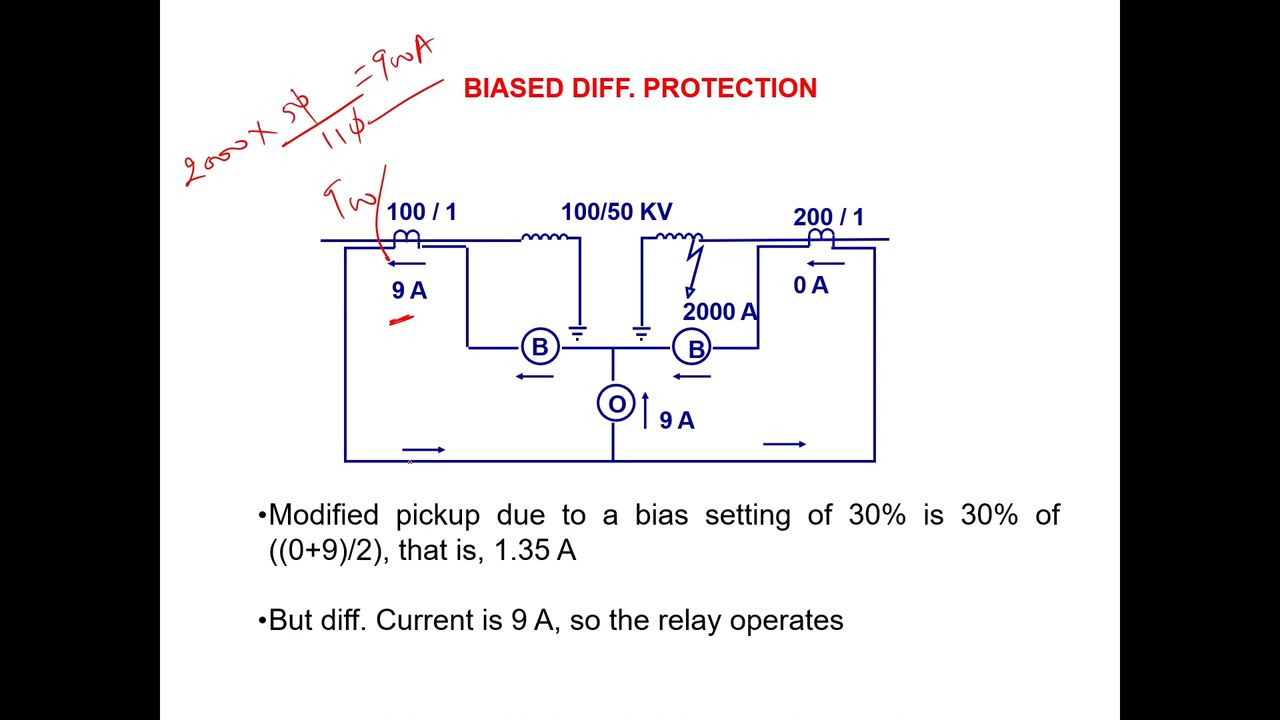 BIASED DIFF. PROTECTION
2000 × 50 / 110 = 900 A
900
100 / 1
100/50 KV
200 / 1
9 A
0 A
2000 A
B
B
O
9 A
•Modified pickup due to a bias setting of 30% is 30% of
((0+9)/2), that is, 1.35 A
•But diff. Current is 9 A, so the relay operates